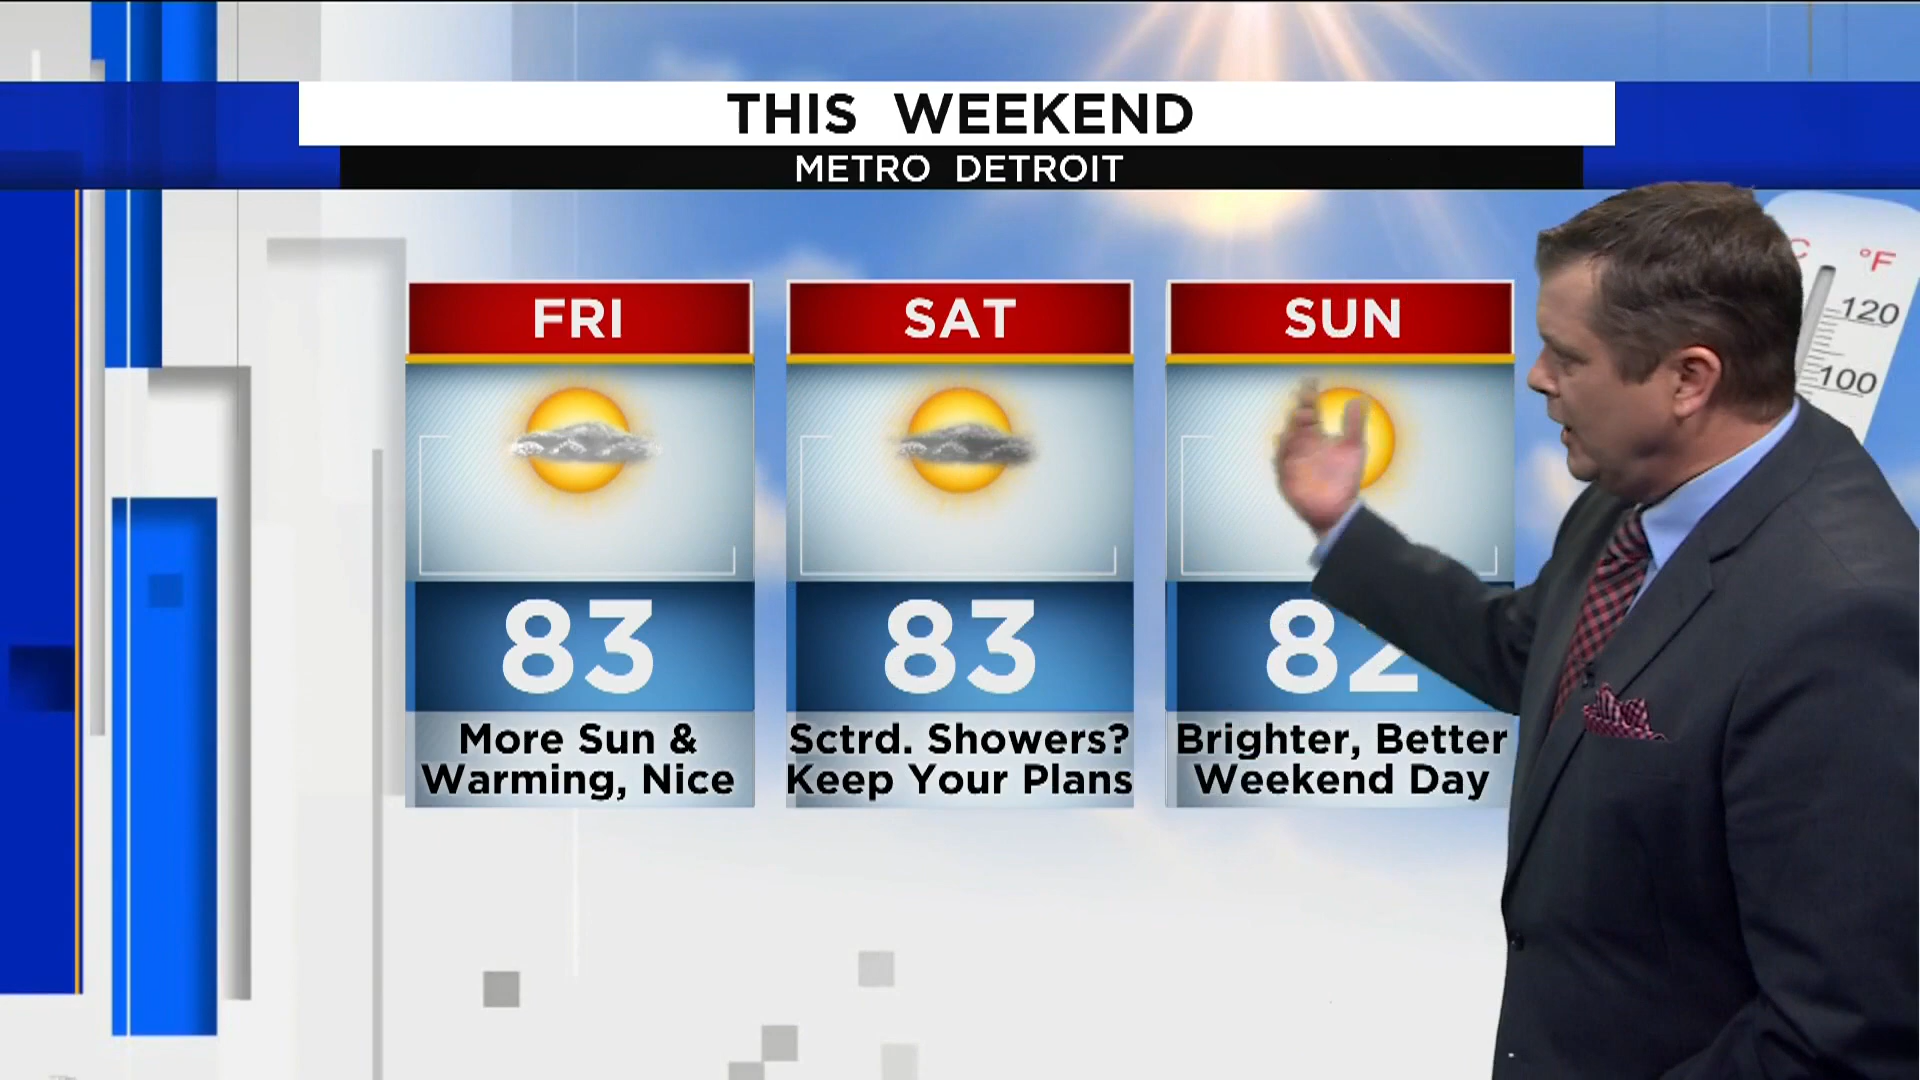 THIS WEEKEND
METRO DETROIT
FRI
83
More Sun &
Warming, Nice
SAT
83
Sctrd. Showers?
Keep Your Plans
SUN
82
Brighter, Better
Weekend Day
°F
120
100